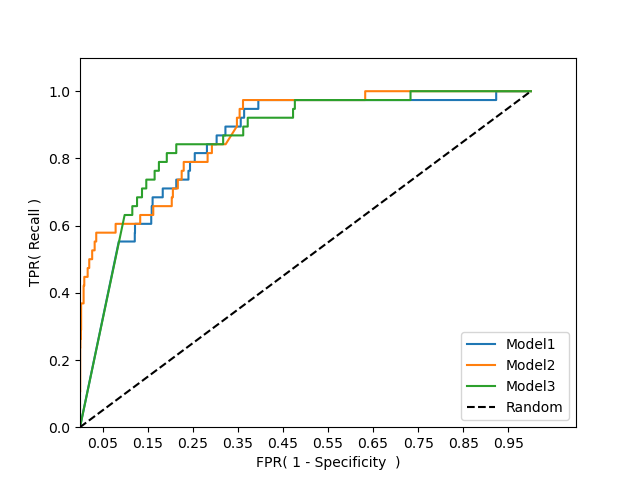 1.0
0.8
0.6
0.4
0.2
0.0
TPR( Recall )
0.05 0.15 0.25 0.35 0.45 0.55 0.65 0.75 0.85 0.95
FPR( 1 - Specificity  )
Model1
Model2
Model3
Random